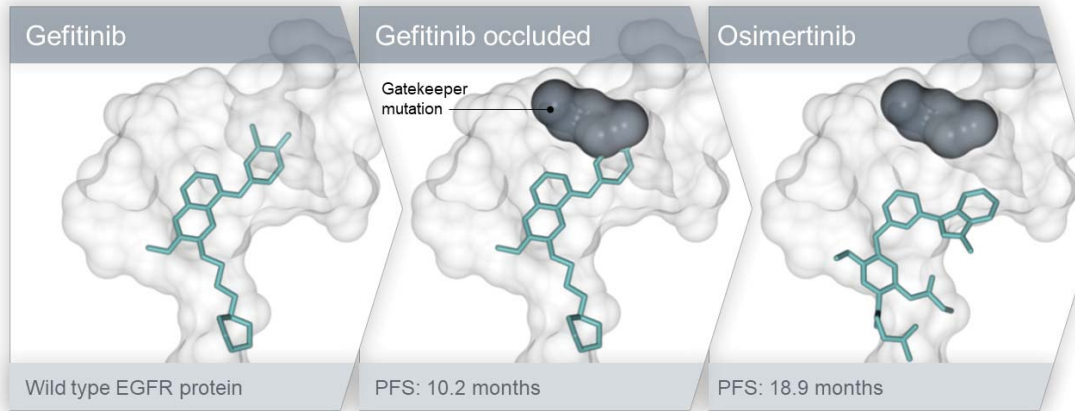 Gefitinib
Gefitinib occluded
Osimertinib
Gatekeeper
mutation
Wild type EGFR protein
PFS: 10.2 months
PFS: 18.9 months